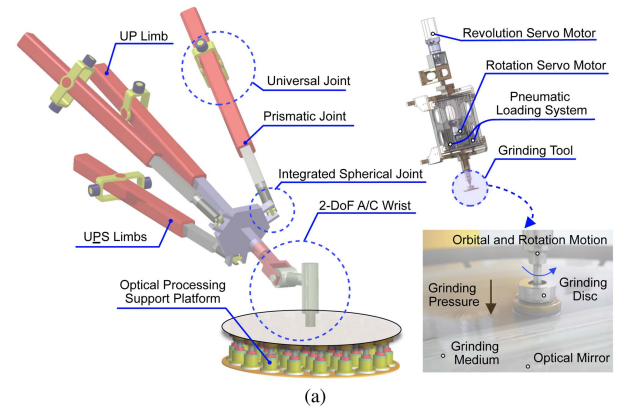 UP Limb
Universal Joint
Prismatic Joint
Integrated Spherical Joint
2-DoF A/C Wrist
UPS Limbs
Optical Processing
Support Platform
Revolution Servo Motor
Rotation Servo Motor
Pneumatic
Loading System
Grinding Tool
Orbital and Rotation Motion
Grinding
Pressure
Grinding
Disc
Grinding
Medium
Optical Mirror
(a)